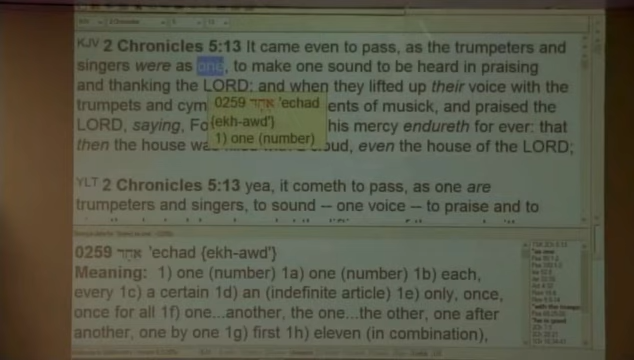 KJV 2 Chronicles 5:13 It came even to pass, as the trumpeters and
singers were as one, to make one sound to be heard in praising
and thanking the LORD; and when they lifted up their voice with the
trumpets and cym ents of musick, and praised the
LORD, saying, Fo his mercy endureth for ever: that
then the house wa cloud, even the house of the LORD;
0259 אֶחָד 'echad
{ekh-awd'}
1) one (number)
YLT 2 Chronicles 5:13 yea, it cometh to pass, as one are
trumpeters and singers, to sound -- one voice -- to praise and to
0259 אֶחָד 'echad {ekh-awd'}
Meaning: 1) one (number) 1a) one (number) 1b) each,
every 1c) a certain 1d) an (indefinite article) 1e) only, once,
once for all 1f) one...another, the one...the other, one after
another, one by one 1g) first 1h) eleven (in combination),